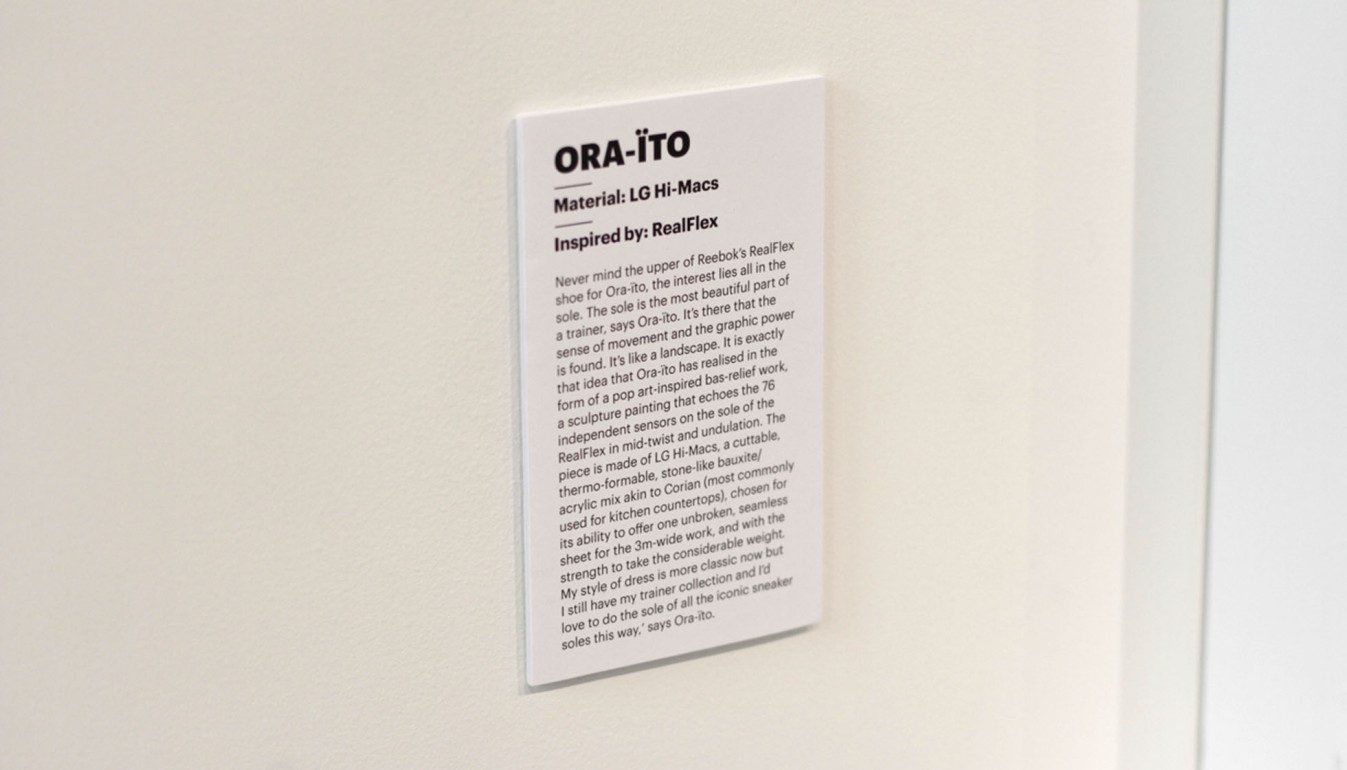 ORA-ÏTO
Material: LG Hi-Macs
Inspired by: RealFlex
Never mind the upper of Reebok's RealFlex
shoe for Ora-ïto, the interest lies all in the
sole. The sole is the most beautiful part of
a trainer, says Ora-ïto. It's there that the
sense of movement and the graphic power
is found. It's like a landscape. It is exactly
that idea that Ora-ïto has realised in the
form of a pop art-inspired bas-relief work,
a sculpture painting that echoes the 76
independent sensors on the sole of the
RealFlex in mid-twist and undulation. The
piece is made of LG Hi-Macs, a cuttable,
thermo-formable, stone-like bauxite/
acrylic mix akin to Corian (most commonly
used for kitchen countertops), chosen for
its ability to offer one unbroken, seamless
sheet for the 3m-wide work, and with the
strength to take the considerable weight.
My style of dress is more classic now but
I still have my trainer collection and I'd
love to do the sole of all the iconic sneaker
soles this way,' says Ora-ïto.